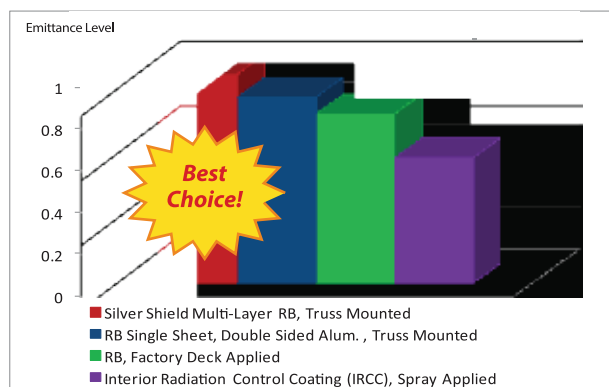 Emittance Level
1
0.8
0.6
0.4
0.2
0
Best
Choice!
Silver Shield Multi-Layer RB, Truss Mounted
RB Single Sheet, Double Sided Alum. , Truss Mounted
RB, Factory Deck Applied
Interior Radiation Control Coating (IRCC), Spray Applied